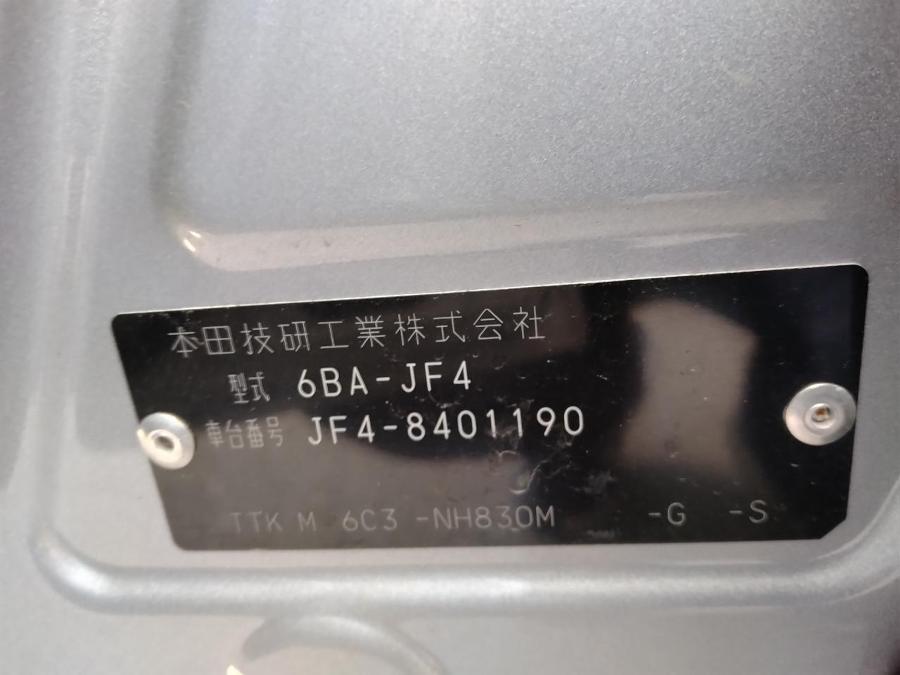 本田技研工業株式会社
型式 6BA-JF4
車台番号 JF4-8401190
TTK M 6C3 -NH830M -G -S